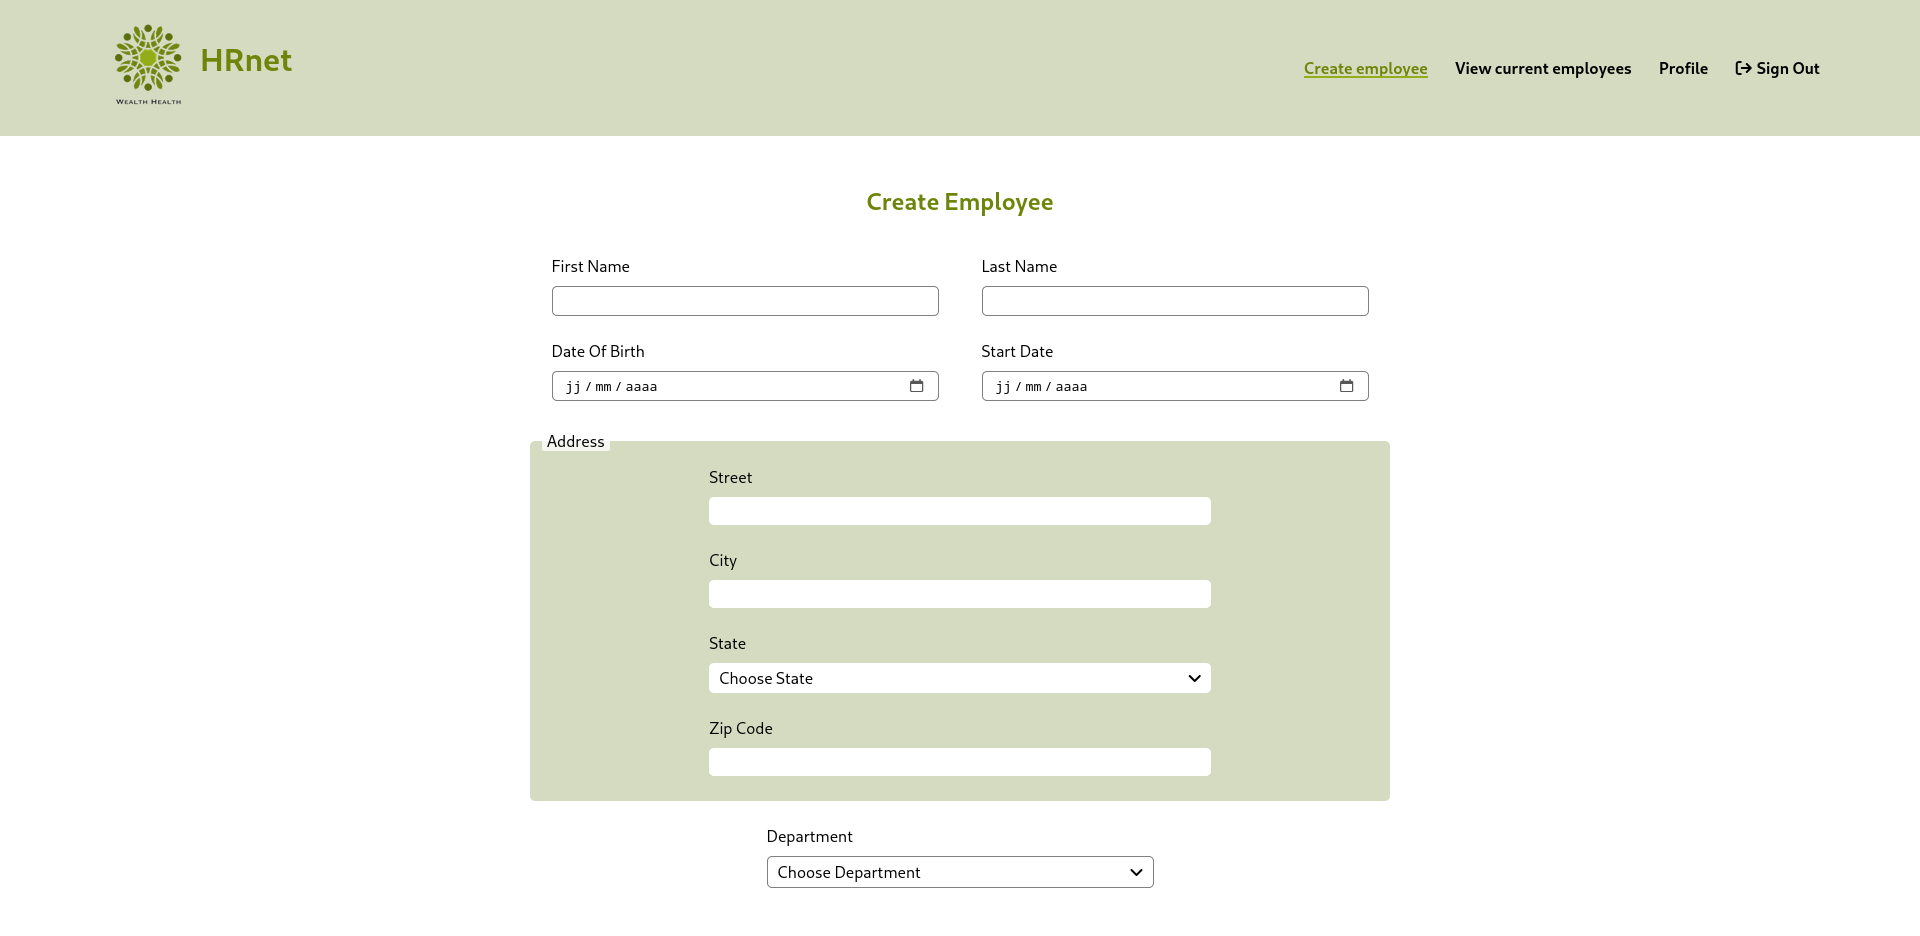 HRnet
WEALTH HEALTH
Create employee
View current employees
Profile
Sign Out
Create Employee
First Name
Last Name
Date Of Birth
Start Date
jj / mm / aaaa
jj / mm / aaaa
Address
Street
City
State
Choose State
Zip Code
Department
Choose Department